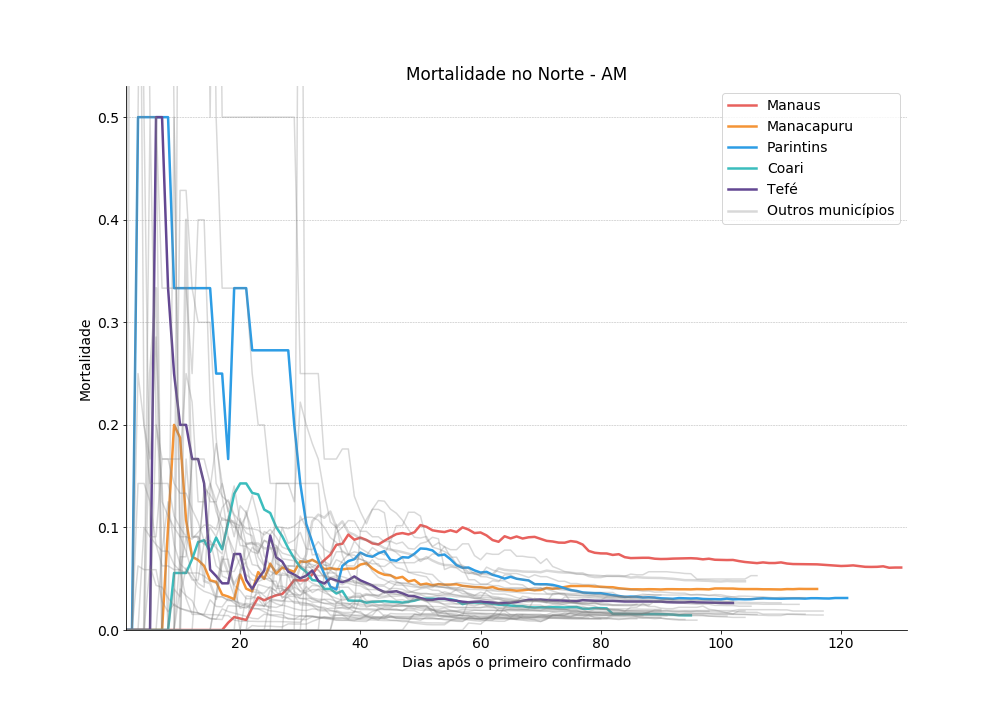 Mortalidade no Norte - AM
Manaus
Manacapuru
Parintins
Coari
Tefé
Outros municípios
Mortalidade
0.5
0.4
0.3
0.2
0.1
0.0
20 40 60 80 100 120
Dias após o primeiro confirmado